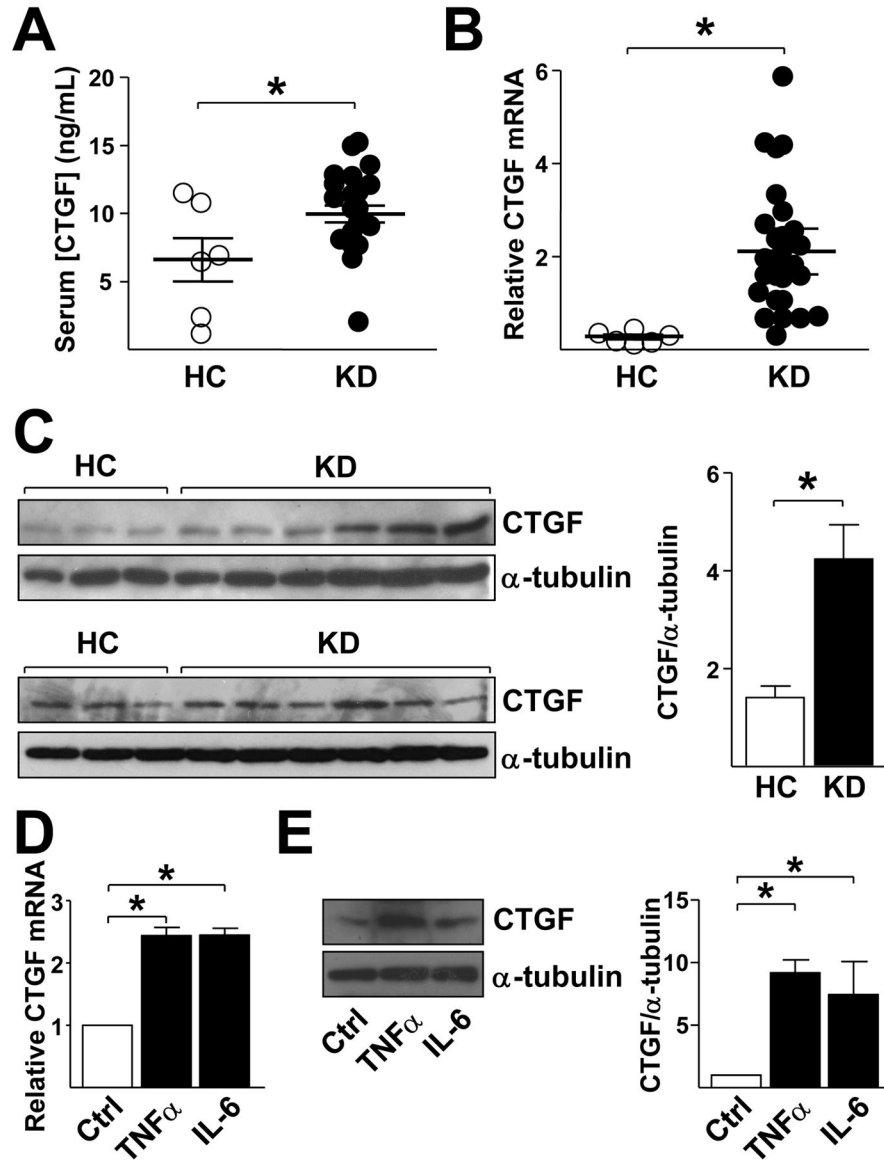 A
Serum [CTGF] (ng/mL)
20
15
10
5
*
HC
KD
B
Relative CTGF mRNA
6
4
2
*
HC
KD
C
HC
KD
CTGF
α-tubulin
HC
KD
CTGF
α-tubulin
CTGF/α-tubulin
6
4
2
*
HC
KD
D
Relative CTGF mRNA
3
2
1
*
*
Ctrl
TNFα
IL-6
E
CTGF
α-tubulin
Ctrl
TNFα
IL-6
CTGF/α-tubulin
15
10
5
*
*
Ctrl
TNFα
IL-6